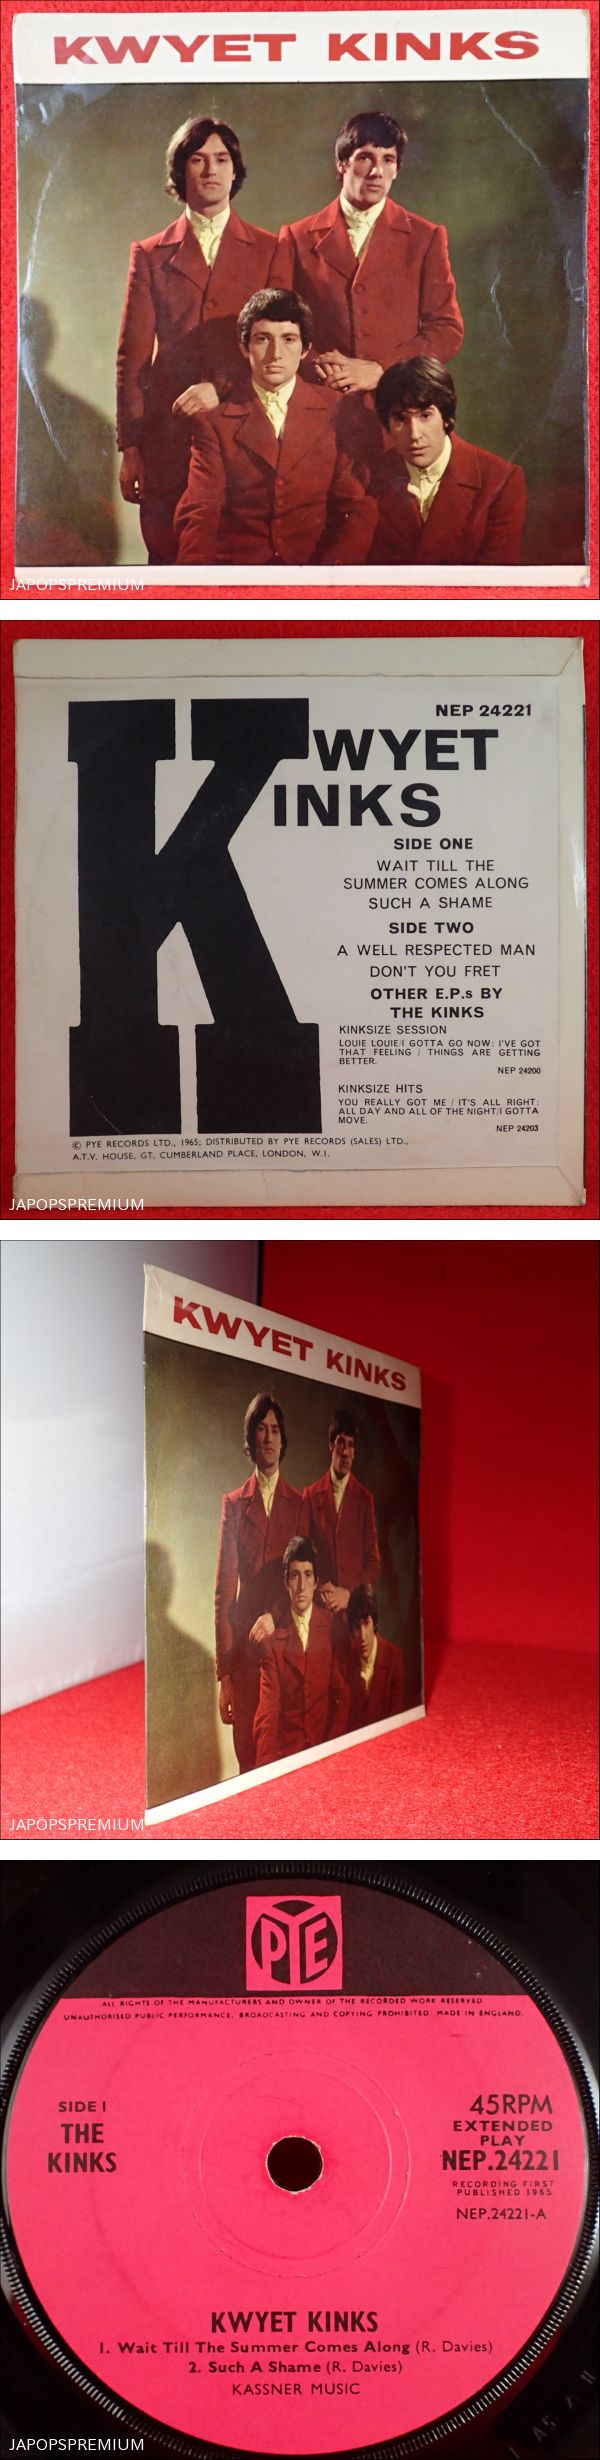 KWYET KINKS
JAPOPSPREMIUM
NEP 24221
KWYET
KINKS
SIDE ONE
WAIT TILL THE
SUMMER COMES ALONG
SUCH A SHAME
SIDE TWO
A WELL RESPECTED MAN
DON'T YOU FRET
OTHER E.P.s BY
THE KINKS
KINKSIZE SESSION
LOUIE LOUIE/I GOTTA GO NOW: I'VE GOT
THAT FEELING / THINGS ARE GETTING
BETTER.
NEP 24200
KINKSIZE HITS
YOU REALLY GOT ME / IT'S ALL RIGHT:
ALL DAY AND ALL OF THE NIGHT/I GOTTA
MOVE.
NEP 24203
© PYE RECORDS LTD., 1965; DISTRIBUTED BY PYE RECORDS (SALES) LTD.,
A.T.V. HOUSE, GT. CUMBERLAND PLACE, LONDON, W.I.
JAPOPSPREMIUM
KWYET KINKS
JAPOPSPREMIUM
PYE
ALL RIGHTS OF THE MANUFACTURERS AND OWNER OF THE RECORDED WORK RESERVED
UNAUTHORISED PUBLIC PERFORMANCE, BROADCASTING AND COPYING PROHIBITED. MADE IN ENGLAND.
SIDE I
THE
KINKS
45RPM
EXTENDED
PLAY
NEP.24221
RECORDING FIRST
PUBLISHED 1965
NEP.24221-A
KWYET KINKS
1. Wait Till The Summer Comes Along (R. Davies)
2. Such A Shame (R. Davies)
KASSNER MUSIC
JAPOPSPREMIUM